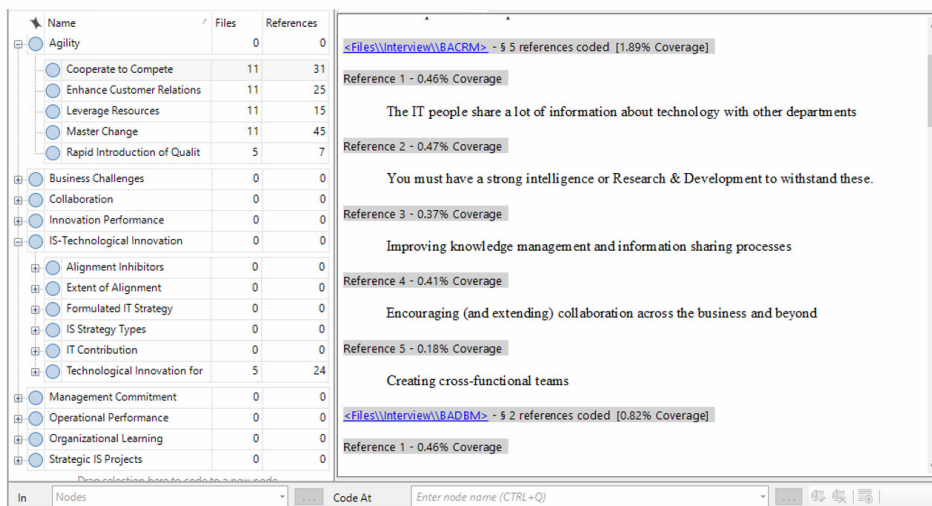 Name Files References
Agility 0 0
Cooperate to Compete 11 31
Enhance Customer Relations 11 25
Leverage Resources 11 15
Master Change 11 45
Rapid Introduction of Qualit 5 7
Business Challenges 0 0
Collaboration 0 0
Innovation Performance 0 0
IS-Technological Innovation 0 0
Alignment Inhibitors 0 0
Extent of Alignment 0 0
Formulated IT Strategy 0 0
IS Strategy Types 0 0
IT Contribution 0 0
Technological Innovation for 5 24
Management Commitment 0 0
Operational Performance 0 0
Organizational Learning 0 0
Strategic IS Projects 0 0
Drag selection here to code to a new node
<Files\\Interview\\BACRM> - § 5 references coded [1.89% Coverage]
Reference 1 - 0.46% Coverage
The IT people share a lot of information about technology with other departments
Reference 2 - 0.47% Coverage
You must have a strong intelligence or Research & Development to withstand these.
Reference 3 - 0.37% Coverage
Improving knowledge management and information sharing processes
Reference 4 - 0.41% Coverage
Encouraging (and extending) collaboration across the business and beyond
Reference 5 - 0.18% Coverage
Creating cross-functional teams
<Files\\Interview\\BADBM> - § 2 references coded [0.82% Coverage]
Reference 1 - 0.46% Coverage
In Nodes ... Code At Enter node name (CTRL+Q) ...